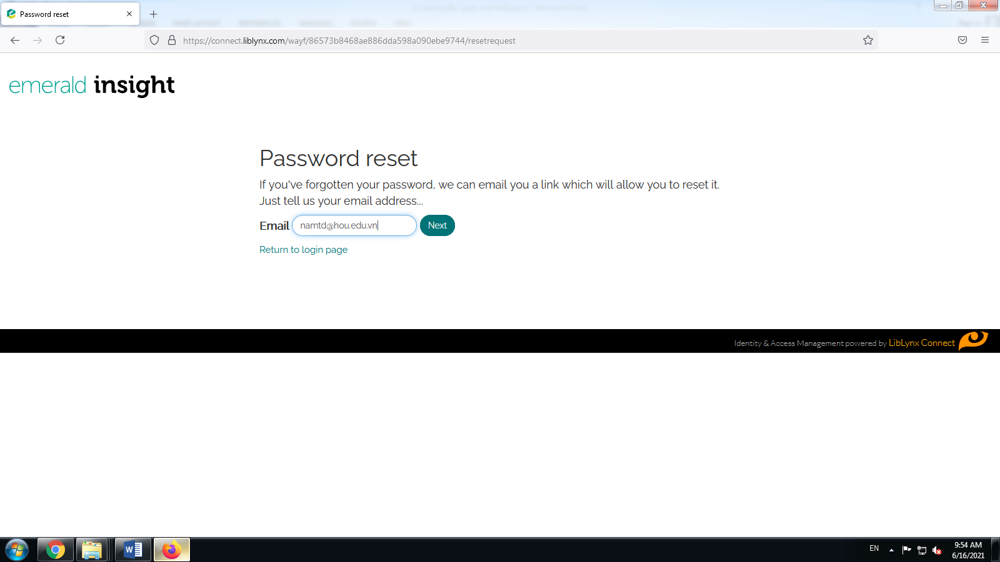 Password reset
https://connect.liblynx.com/wayf/86573b8468ae886dda598a090ebe9744/resetrequest
emerald insight
Password reset
If you've forgotten your password, we can email you a link which will allow you to reset it.
Just tell us your email address...
Email namtd@hou.edu.vn Next
Return to login page
Identity & Access Management powered by LibLynx Connect
EN
9:54 AM
6/16/2021